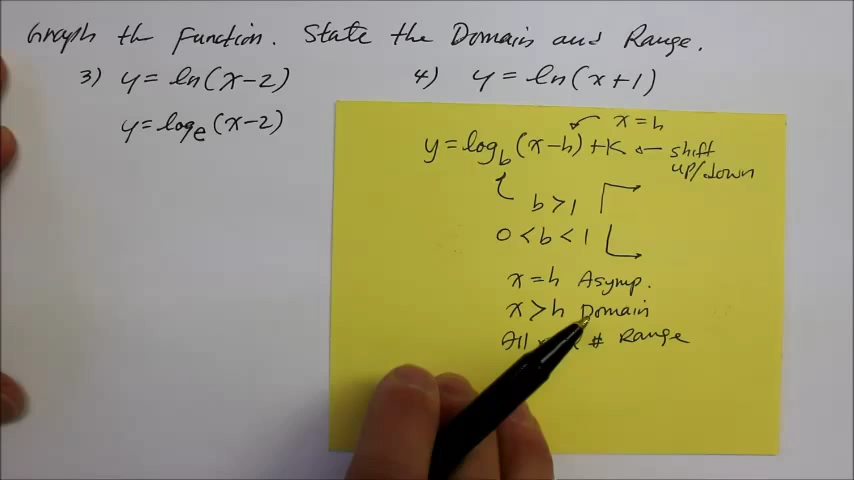 Graph the Function. State the Domain and Range.
3) y = ln(x-2)
y = logₑ(x-2)
4) y = ln(x+1)
x = h
y = log_b(x-h)+K ← shift up/down
b > 1
0 < b < 1
x = h Asymp.
x > h Domain
All # Range